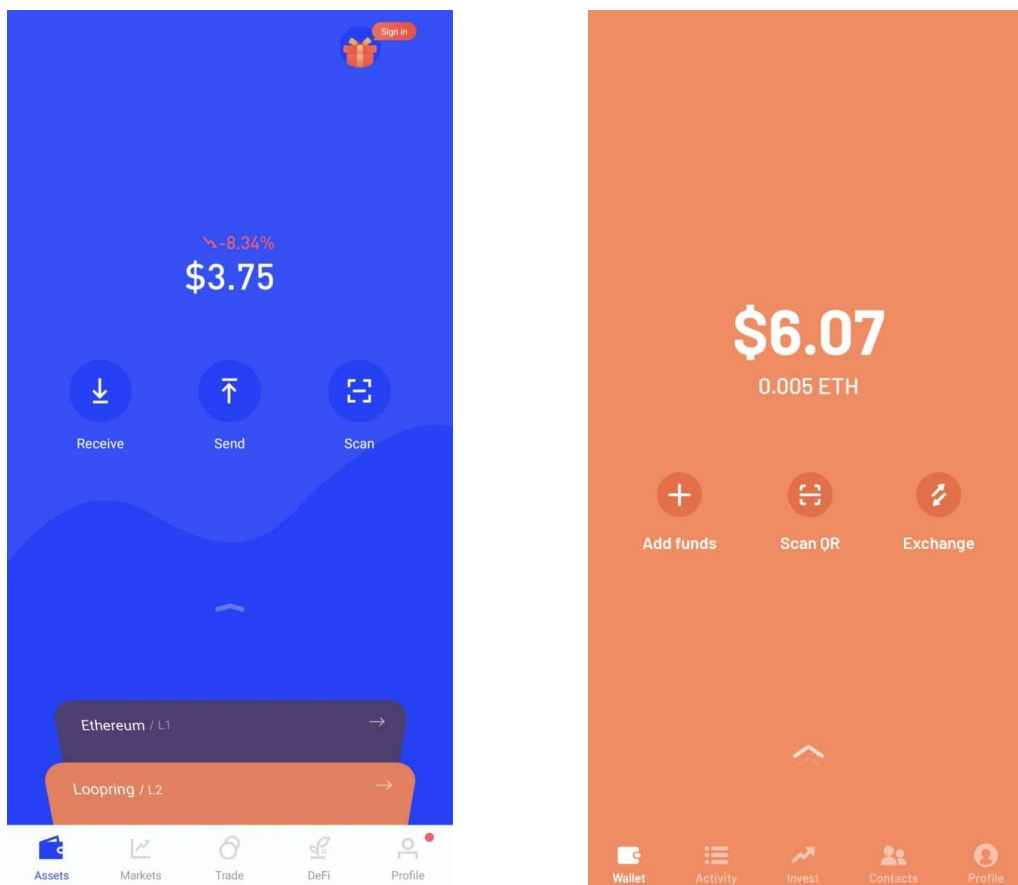 Sign in
-8.34%
$3.75
Receive Send Scan
Ethereum / L1
Loopring / L2
Assets Markets Trade DeFi Profile
$6.07
0.005 ETH
Add funds Scan QR Exchange
Wallet Activity Invest Contacts Profile